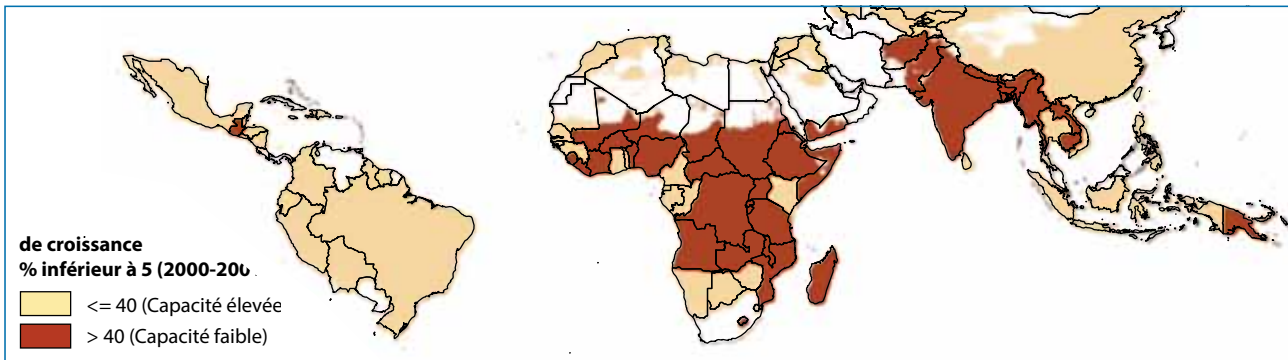 de croissance
% inférieur à 5 (2000-200
<= 40 (Capacité élevée
> 40 (Capacité faible)